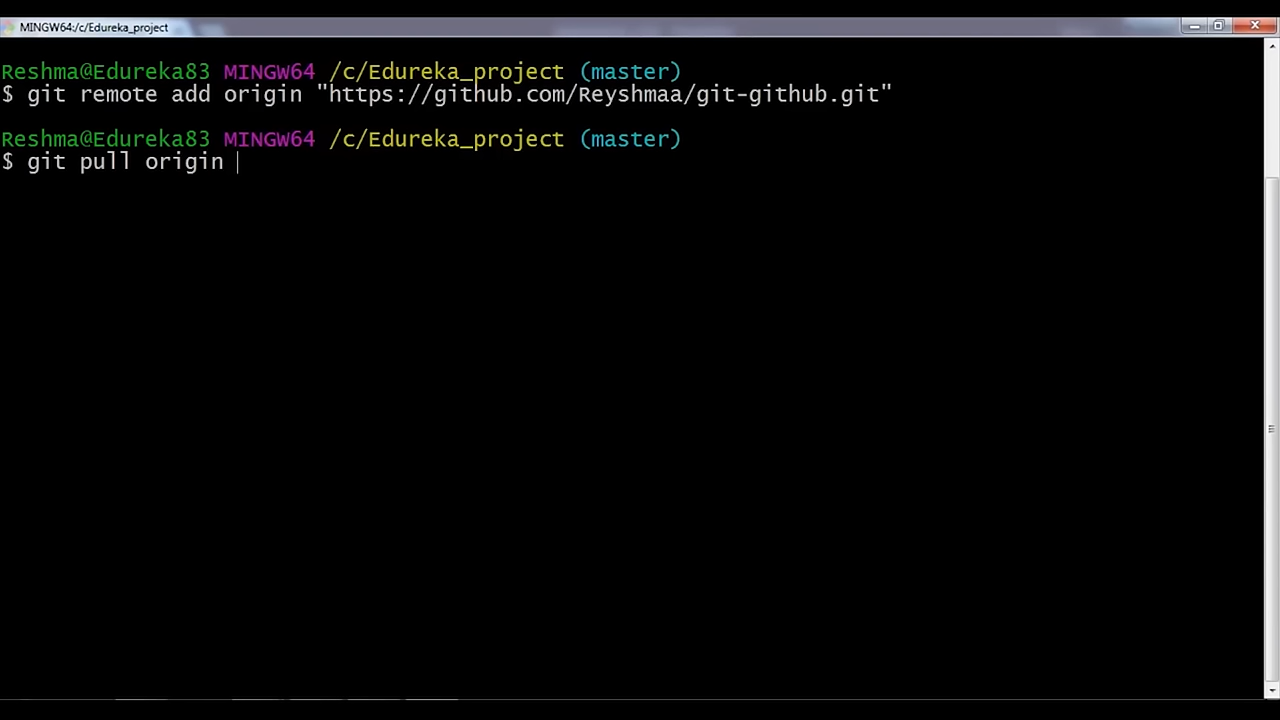 MINGW64:/c/Edureka_project
Reshma@Edureka83 MINGW64 /c/Edureka_project (master)
$ git remote add origin "https://github.com/Reyshmaa/git-github.git"
Reshma@Edureka83 MINGW64 /c/Edureka_project (master)
$ git pull origin